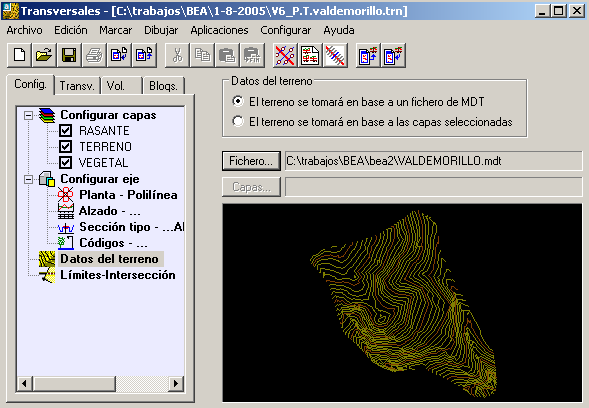 Transversales - [C:\trabajos\BEA\1-8-2005\V6_P.T.valdemorillo.trn]
Archivo Edición Marcar Dibujar Aplicaciones Configurar Ayuda
Config. Transv. Vol. Bloqs.
Configurar capas
RASANTE
TERRENO
VEGETAL
Configurar eje
Planta - Polilínea
Alzado - ...
Sección tipo - ...Al
Códigos - ...
Datos del terreno
Límites-Intersección
Datos del terreno
El terreno se tomará en base a un fichero de MDT
El terreno se tomará en base a las capas seleccionadas
Fichero... C:\trabajos\BEA\bea2\VALDEMORILLO.mdt
Capas...